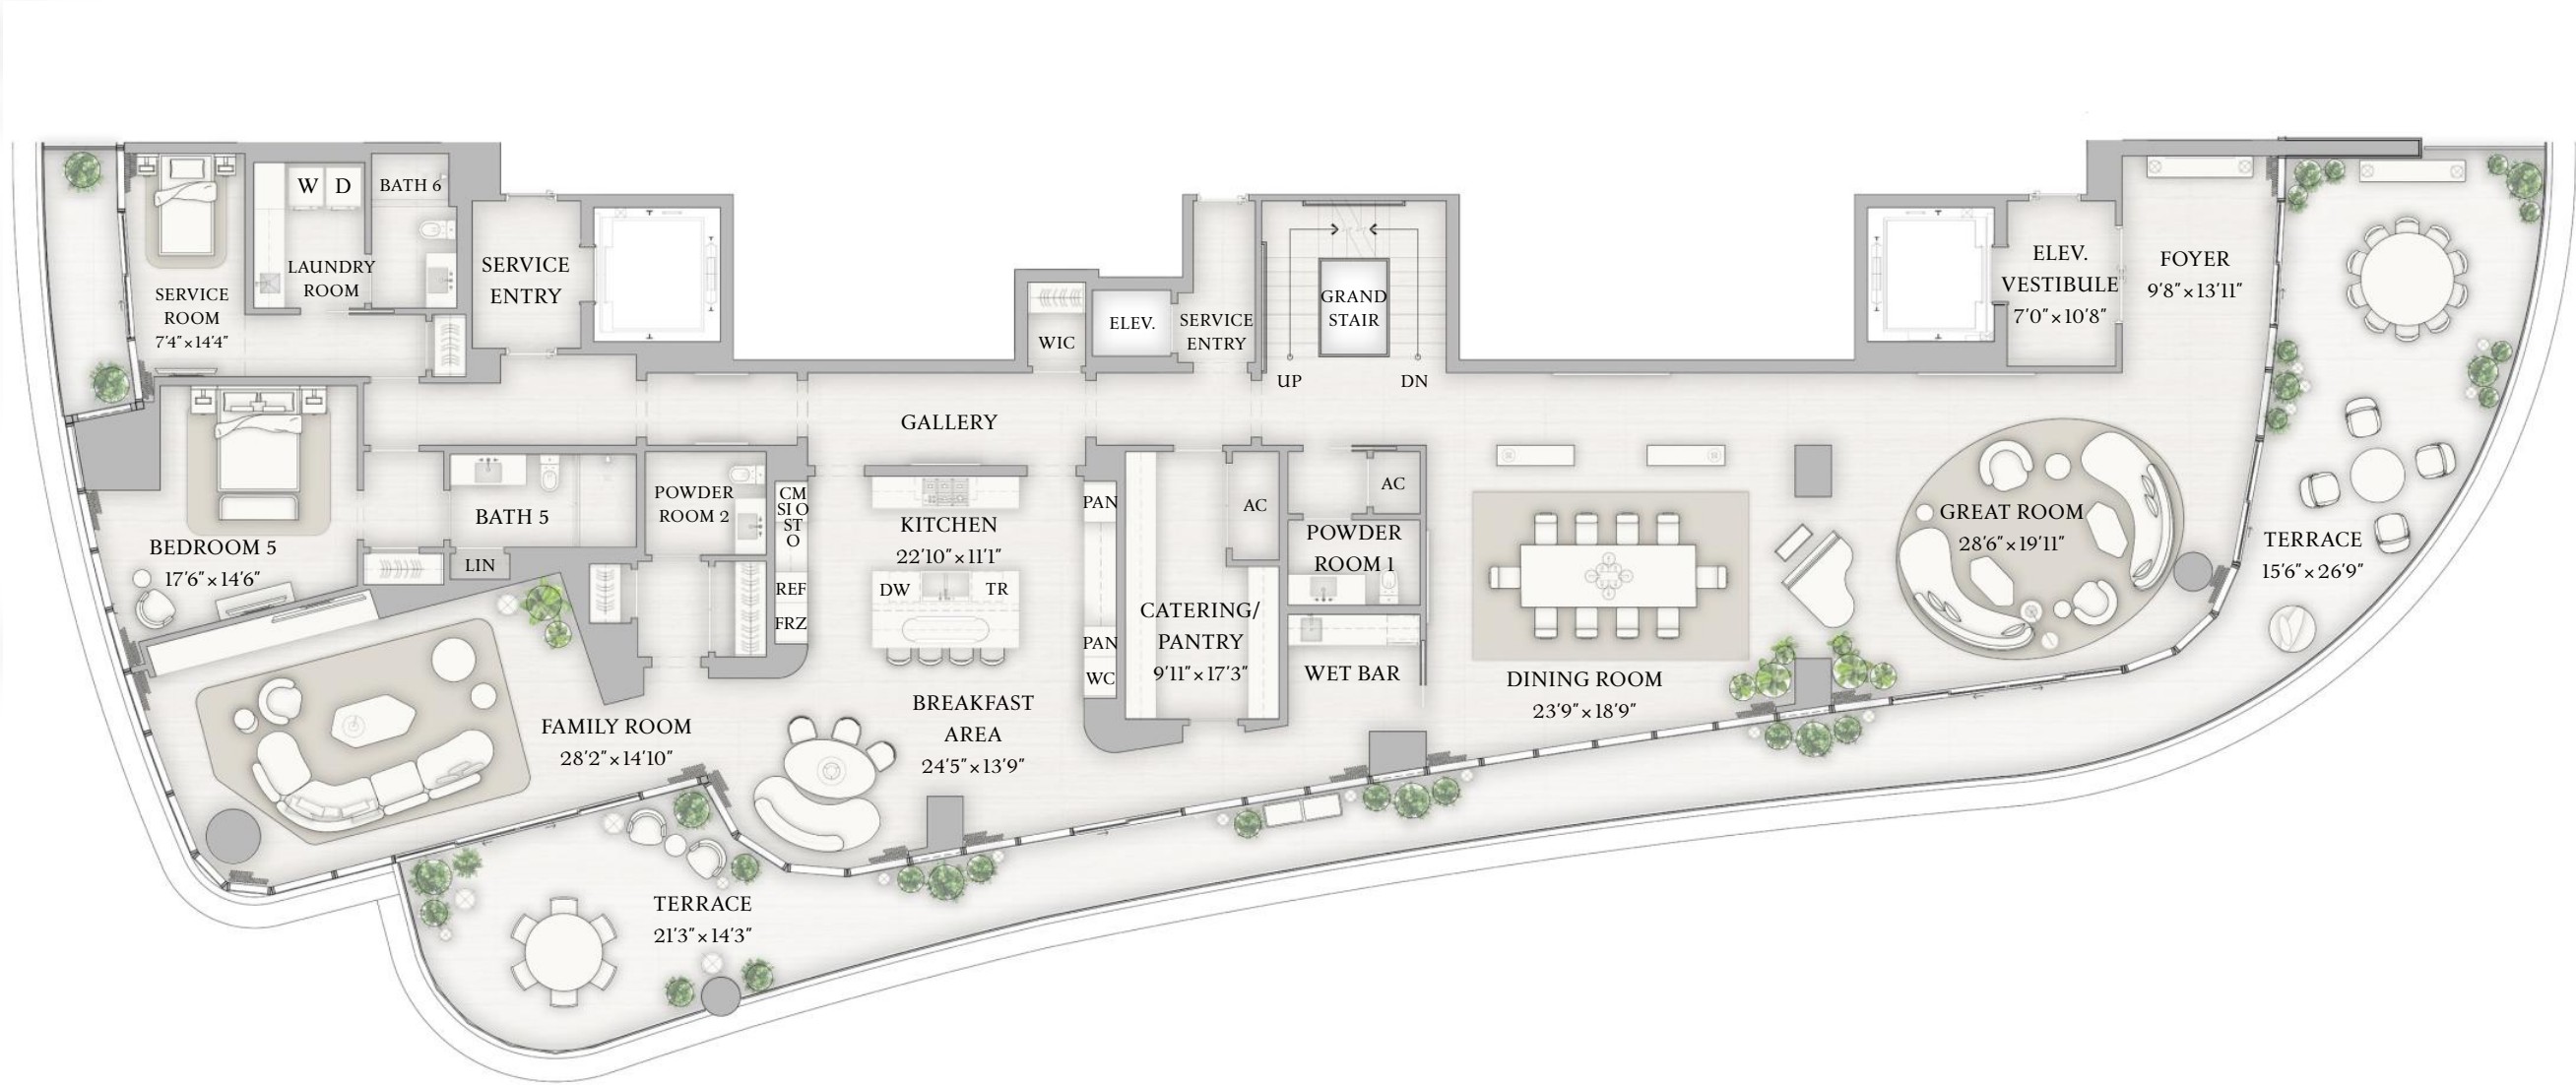 W D
BATH 6
LAUNDRY
ROOM
SERVICE
ROOM
7'4"×14'4"
SERVICE
ENTRY
WIC
ELEV.
SERVICE
ENTRY
GRAND
STAIR
UP
DN
ELEV.
VESTIBULE
7'0"×10'8"
FOYER
9'8"×13'11"
GALLERY
BEDROOM 5
17'6"×14'6"
BATH 5
LIN
POWDER
ROOM 2
CM
SI O
ST
O
REF
FRZ
KITCHEN
22'10"×11'1"
DW
TR
PAN
PAN
WC
BREAKFAST
AREA
24'5"×13'9"
CATERING/
PANTRY
9'11"×17'3"
AC
AC
POWDER
ROOM 1
WET BAR
DINING ROOM
23'9"×18'9"
GREAT ROOM
28'6"×19'11"
TERRACE
15'6"×26'9"
FAMILY ROOM
28'2"×14'10"
TERRACE
21'3"×14'3"